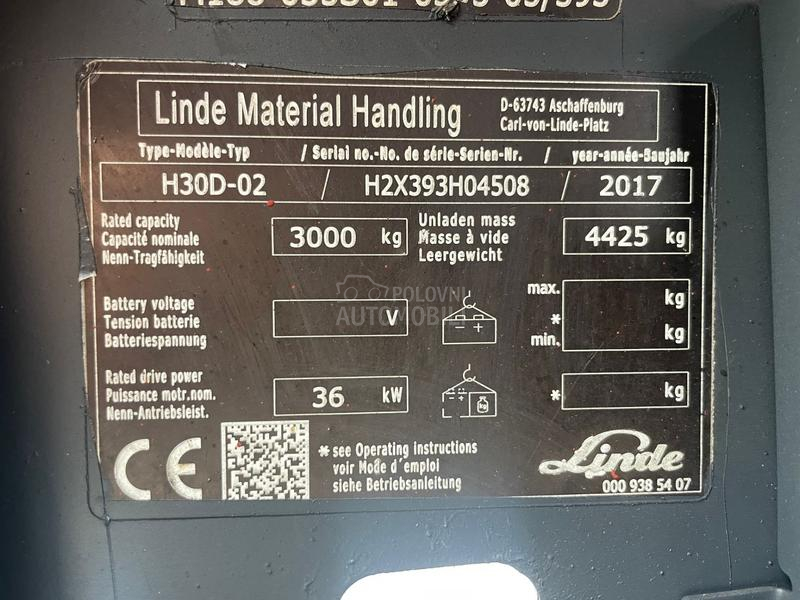 Linde Material Handling
D-63743 Aschaffenburg
Carl-von-Linde-Platz
Type-Modèle-Typ / Serial no.-No. de série-Serien-Nr. / year-année-Baujahr
H30D-02 / H2X393H04508 / 2017
Rated capacity
Capacité nominale
Nenn-Tragfähigkeit
3000 kg
Unladen mass
Masse à vide
Leergewicht
4425 kg
Battery voltage
Tension batterie
Batteriespannung
V
max. kg
*
min. kg
POLOVNI
AUTOMOBILI
Rated drive power
Puissance motr.nom.
Nenn-Antriebsleist.
36 kW
kg
* kg
CE
* see Operating instructions
voir Mode d´emploi
siehe Betriebsanleitung
Linde
000 938 54 07